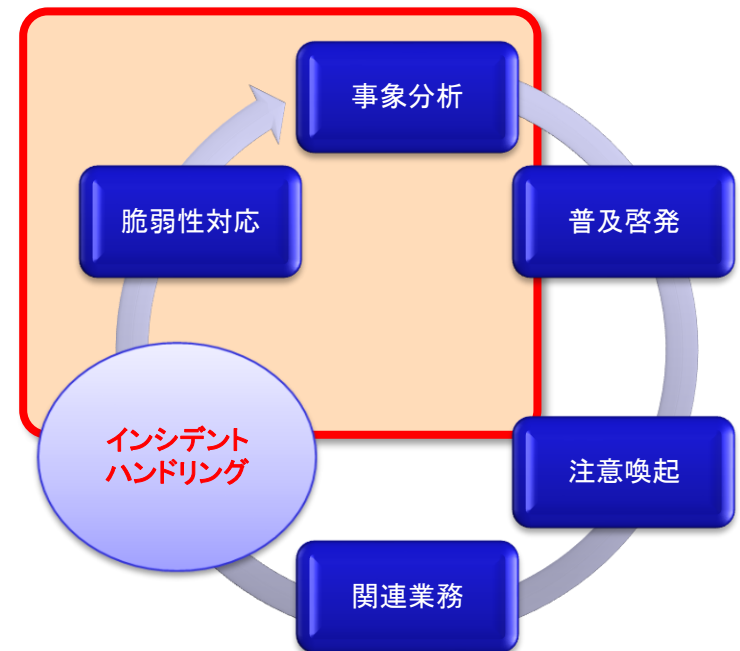 事象分析
脆弱性対応
普及啓発
インシデント
ハンドリング
注意喚起
関連業務